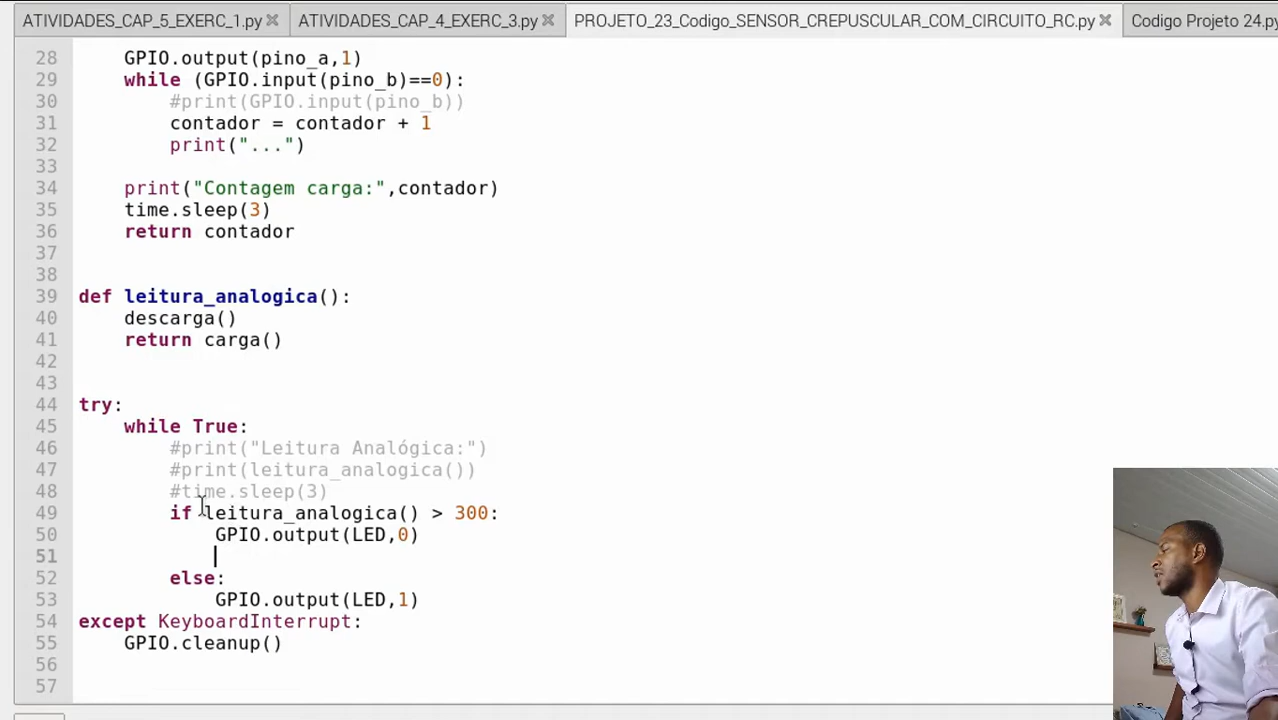 ATIVIDADES_CAP_5_EXERC_1.py ATIVIDADES_CAP_4_EXERC_3.py PROJETO_23_Codigo_SENSOR_CREPUSCULAR_COM_CIRCUITO_RC.py Codigo Projeto 24.py
28 GPIO.output(pino_a,1)
29 while (GPIO.input(pino_b)==0):
30 #print(GPIO.input(pino_b))
31 contador = contador + 1
32 print("...")
33
34 print("Contagem carga:",contador)
35 time.sleep(3)
36 return contador
37
38
39 def leitura_analogica():
40 descarga()
41 return carga()
42
43
44 try:
45 while True:
46 #print("Leitura Analógica:")
47 #print(leitura_analogica())
48 #time.sleep(3)
49 if leitura_analogica() > 300:
50 GPIO.output(LED,0)
51
52 else:
53 GPIO.output(LED,1)
54 except KeyboardInterrupt:
55 GPIO.cleanup()
56
57